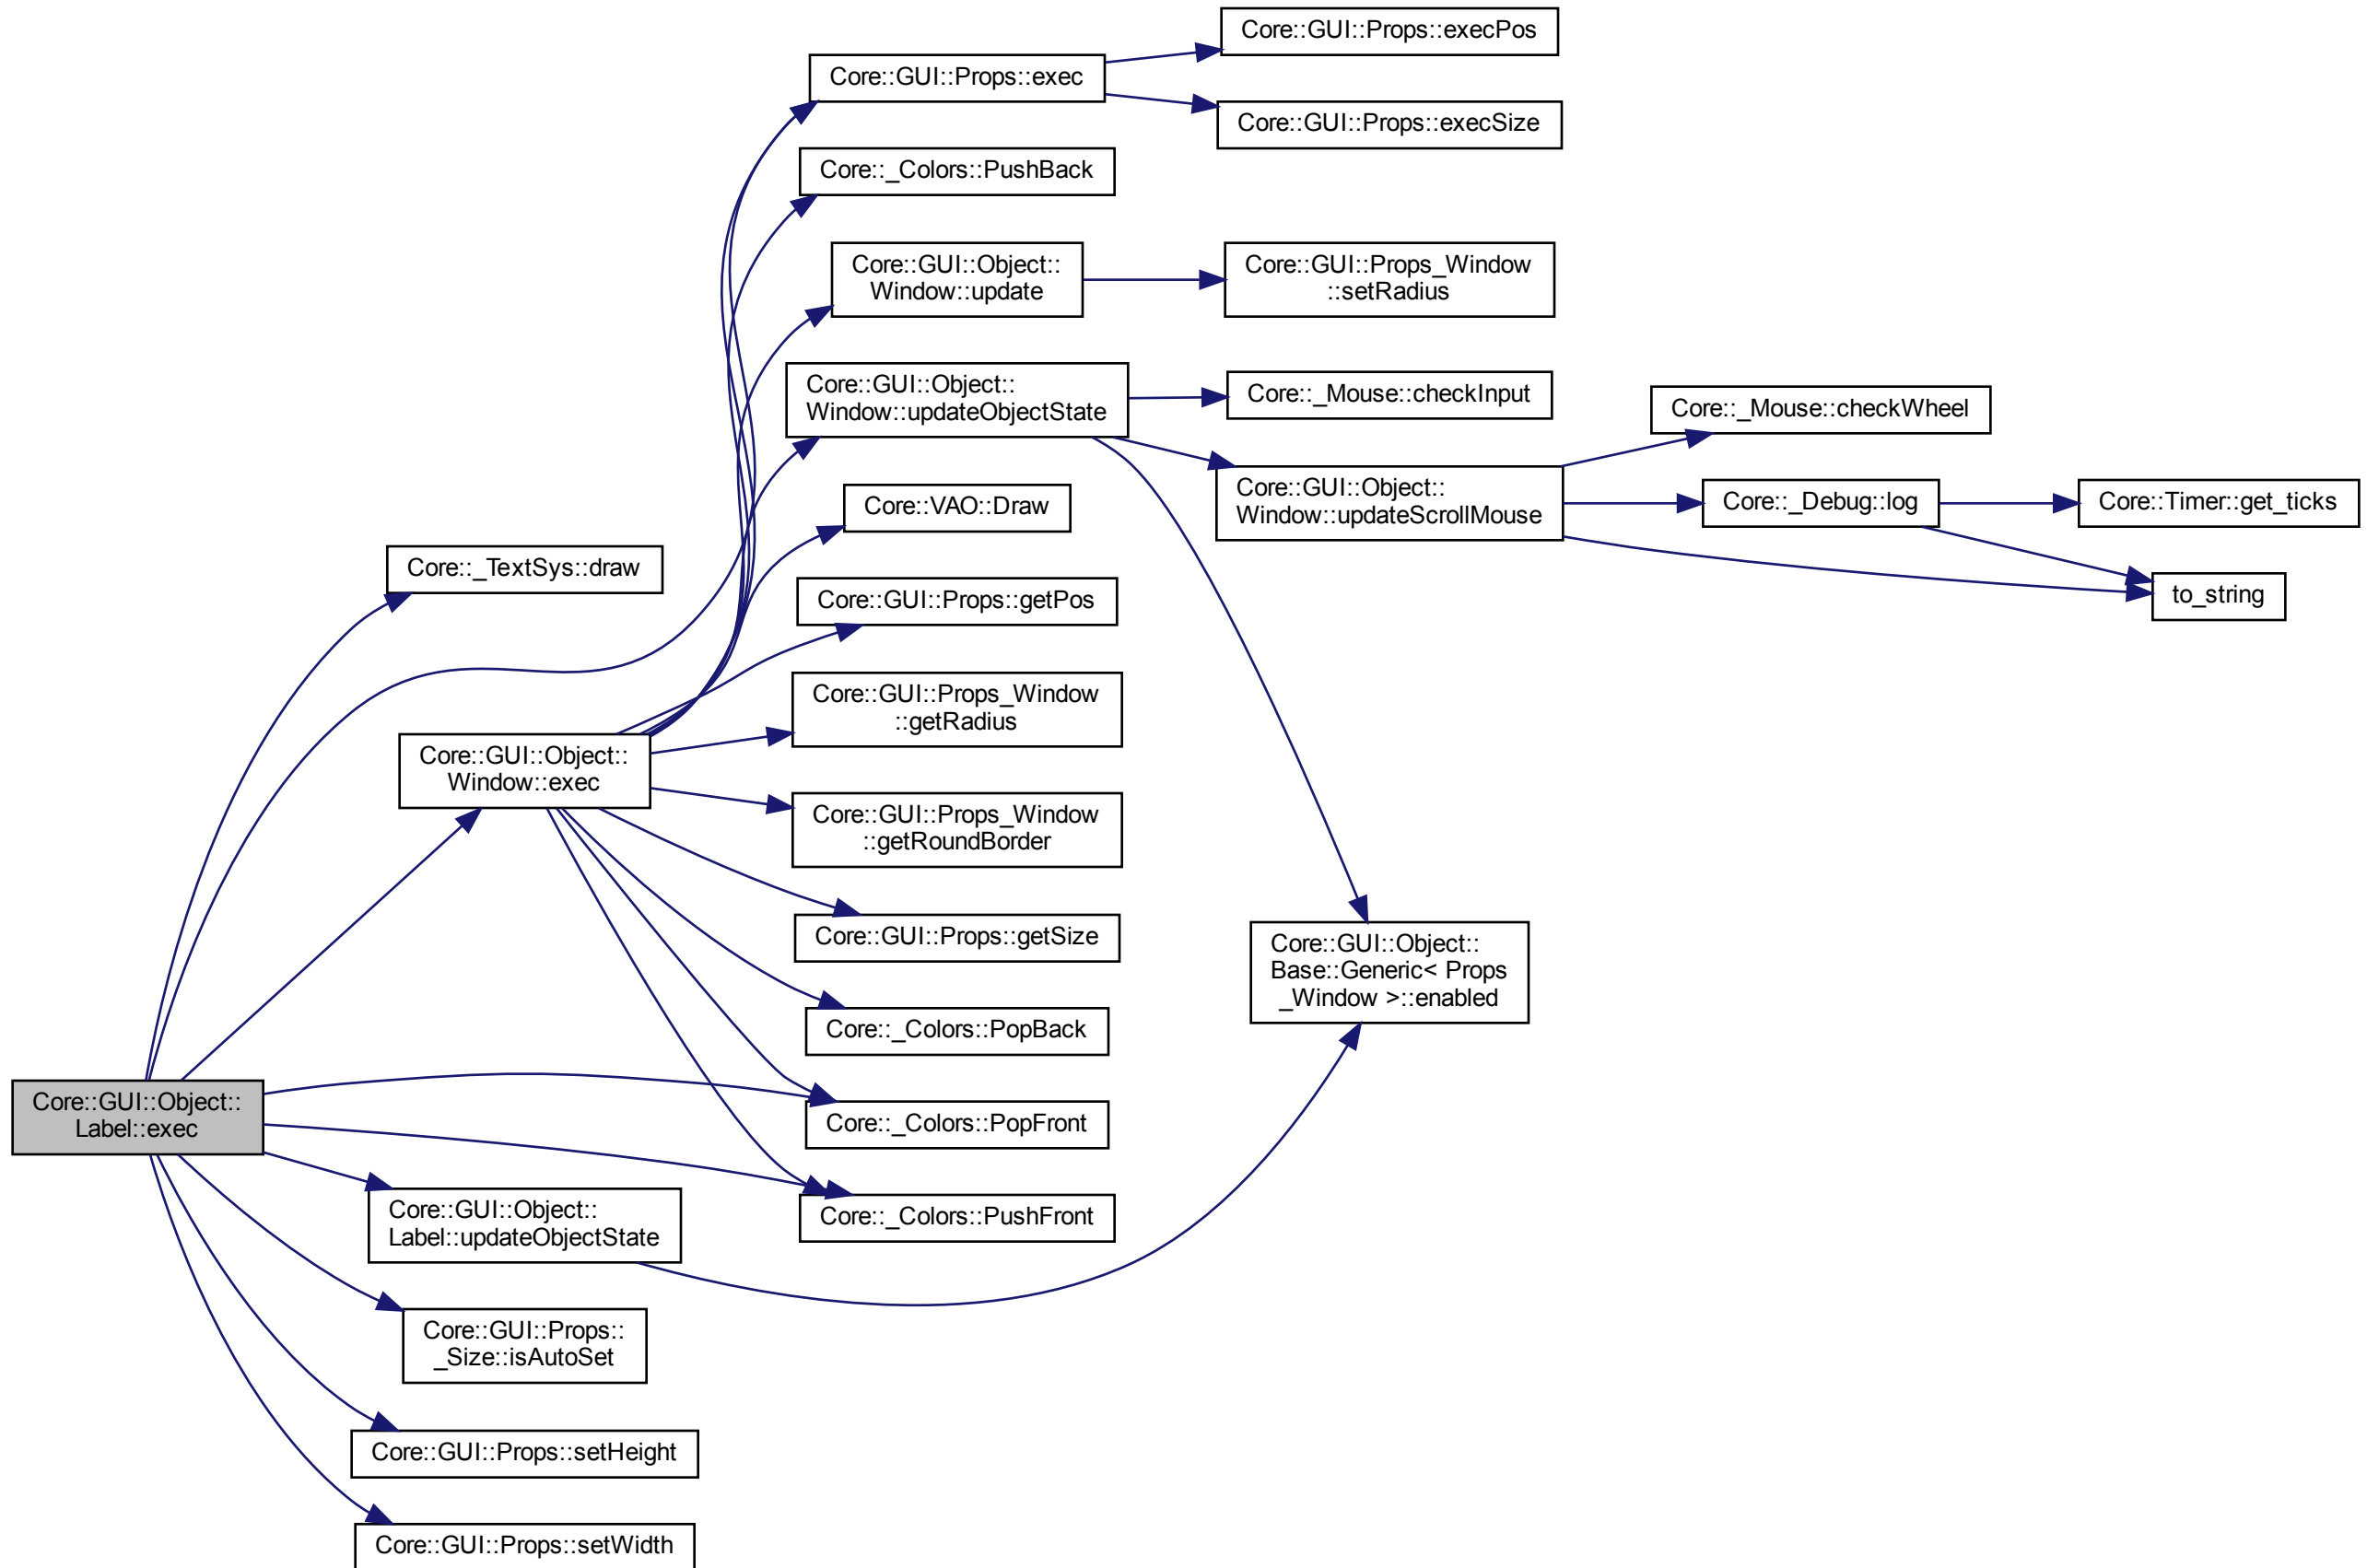 Core::GUI::Props::execPos
Core::GUI::Props::exec
Core::GUI::Props::execSize
Core::_Colors::PushBack
Core::GUI::Object::
Window::update
Core::GUI::Props_Window
::setRadius
Core::GUI::Object::
Window::updateObjectState
Core::_Mouse::checkInput
Core::_Mouse::checkWheel
Core::GUI::Object::
Window::updateScrollMouse
Core::_Debug::log
Core::Timer::get_ticks
Core::VAO::Draw
Core::_TextSys::draw
to_string
Core::GUI::Props::getPos
Core::GUI::Props_Window
::getRadius
Core::GUI::Object::
Window::exec
Core::GUI::Props_Window
::getRoundBorder
Core::GUI::Props::getSize
Core::GUI::Object::
Base::Generic< Props
_Window >::enabled
Core::_Colors::PopBack
Core::GUI::Object::
Label::exec
Core::_Colors::PopFront
Core::_Colors::PushFront
Core::GUI::Object::
Label::updateObjectState
Core::GUI::Props::
_Size::isAutoSet
Core::GUI::Props::setHeight
Core::GUI::Props::setWidth